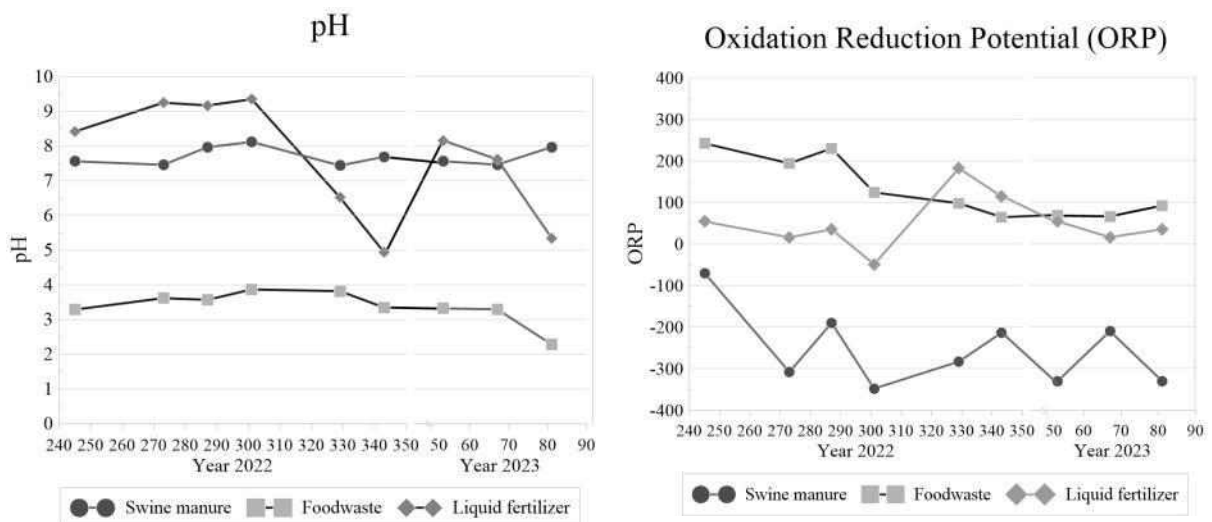 pH
10
9
8
7
6
5
4
3
2
1
0
pH
240 250 270 280 290 300 310 320 329 340 350 50 60 70 80 90
Year 2022 Year 2023
Swine manure Foodwaste Liquid fertilizer
Oxidation Reduction Potential (ORP)
400
300
200
100
0
-100
-200
-300
-400
ORP
240 250 270 280 290 300 310 320 330 340 350 50 60 70 80 90
Year 2022 Year 2023
Swine manure Foodwaste Liquid fertilizer